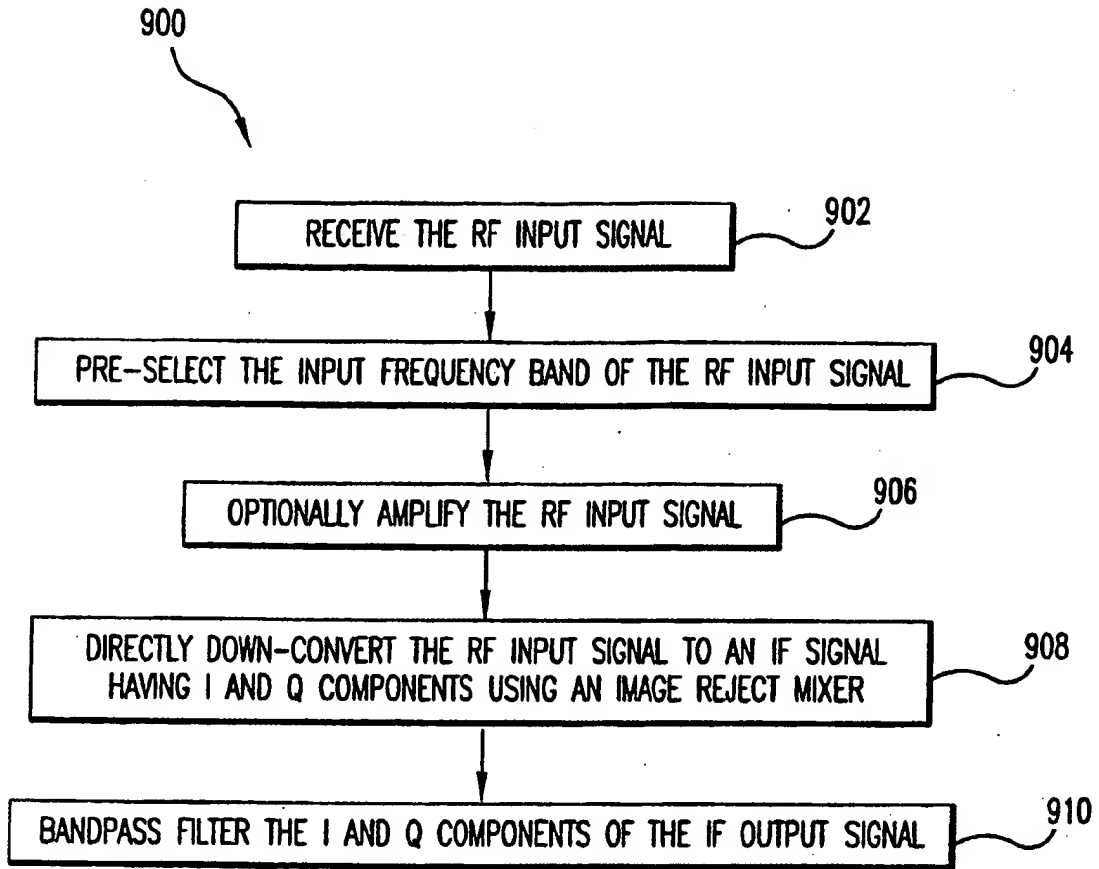 900
RECEIVE THE RF INPUT SIGNAL
902
PRE-SELECT THE INPUT FREQUENCY BAND OF THE RF INPUT SIGNAL
904
OPTIONALLY AMPLIFY THE RF INPUT SIGNAL
906
DIRECTLY DOWN-CONVERT THE RF INPUT SIGNAL TO AN IF SIGNAL
HAVING I AND Q COMPONENTS USING AN IMAGE REJECT MIXER
908
BANDPASS FILTER THE I AND Q COMPONENTS OF THE IF OUTPUT SIGNAL
910